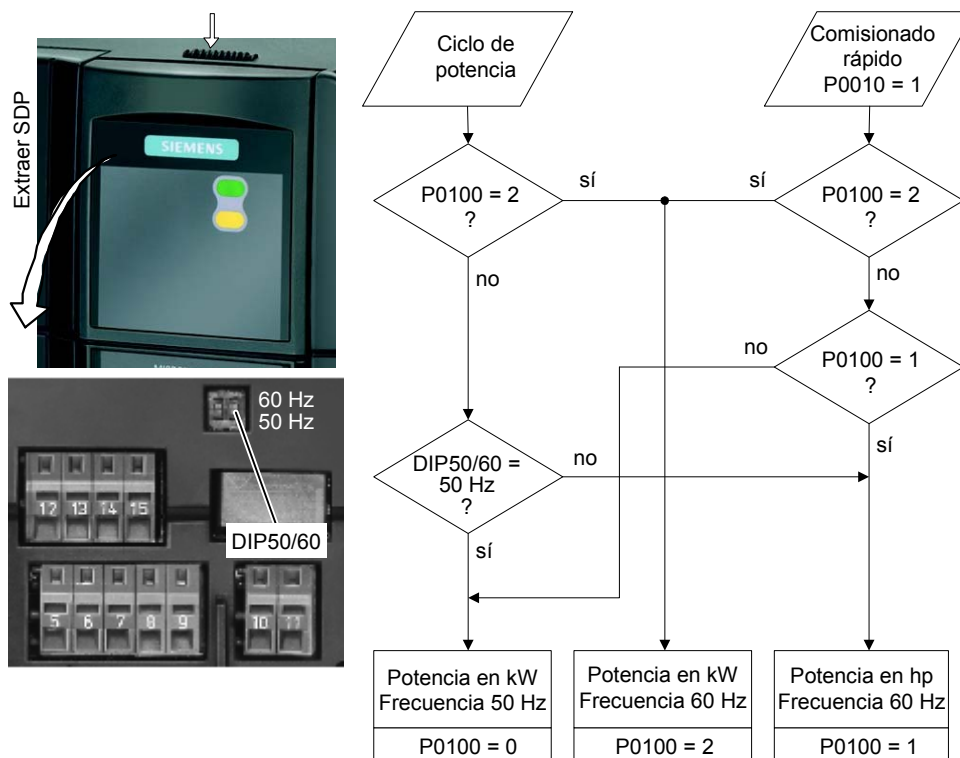 Extraer SDP
SIEMENS
60 Hz
50 Hz
12 13 14 15
DIP50/60
5 6 7 8 9
10 11
Ciclo de
potencia
Comisionado
rápido
P0010 = 1
P0100 = 2
?
sí
sí
P0100 = 2
?
no
no
P0100 = 1
?
no
sí
DIP50/60 =
50 Hz
?
no
sí
Potencia en kW
Frecuencia 50 Hz
P0100 = 0
Potencia en kW
Frecuencia 60 Hz
P0100 = 2
Potencia en hp
Frecuencia 60 Hz
P0100 = 1